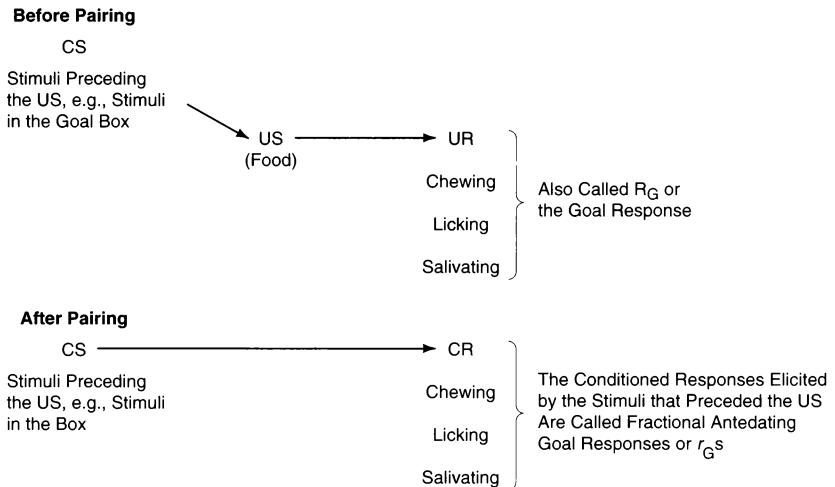 Before Pairing
CS
Stimuli Preceding
the US, e.g., Stimuli
in the Goal Box
US
(Food)
UR
Chewing
Licking
Salivating
Also Called R_G or
the Goal Response
After Pairing
CS
Stimuli Preceding
the US, e.g., Stimuli
in the Box
CR
Chewing
Licking
Salivating
The Conditioned Responses Elicited
by the Stimuli that Preceded the US
Are Called Fractional Antedating
Goal Responses or r_Gs